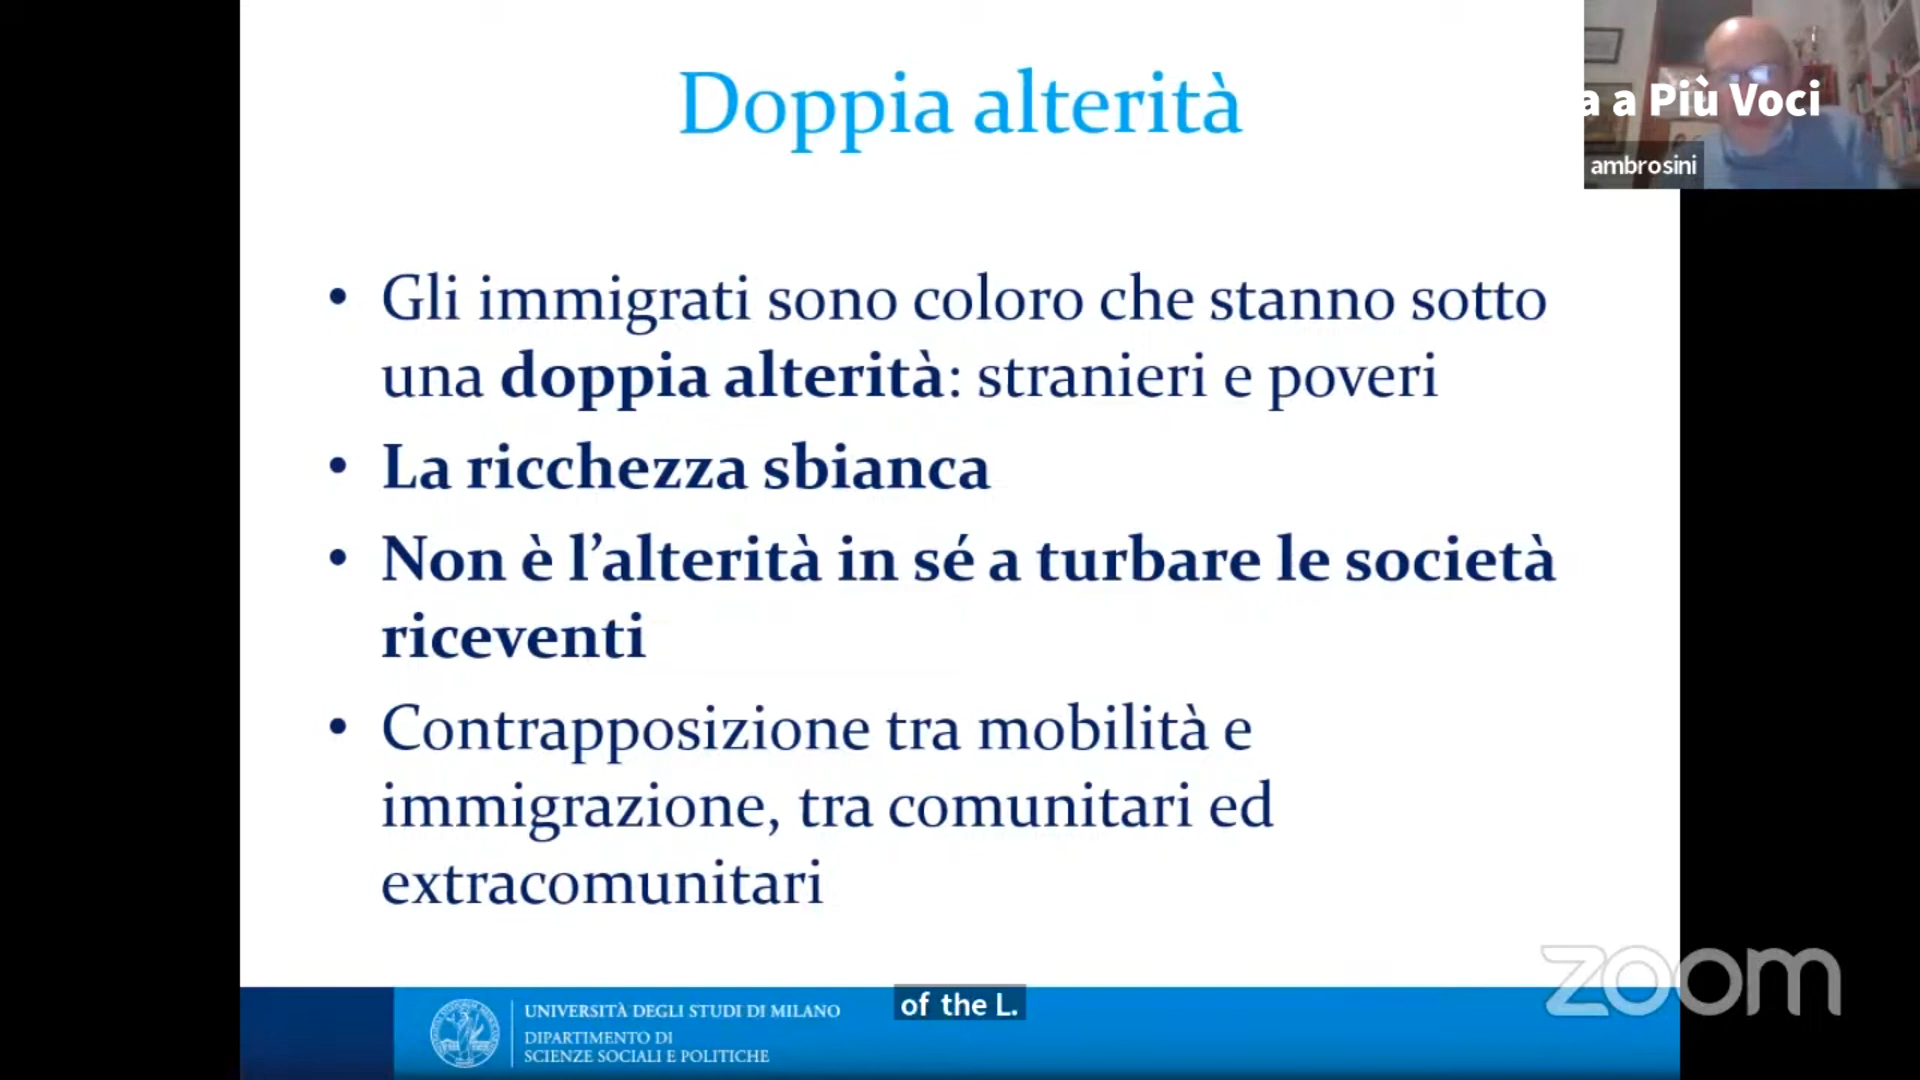 Doppia alterità
a a Più Voci
ambrosini
• Gli immigrati sono coloro che stanno sotto
una doppia alterità: stranieri e poveri
• La ricchezza sbianca
• Non è l’alterità in sé a turbare le società
riceventi
• Contrapposizione tra mobilità e
immigrazione, tra comunitari ed
extracomunitari
zoom
of the L.
UNIVERSITÀ DEGLI STUDI DI MILANO
DIPARTIMENTO DI
SCIENZE SOCIALI E POLITICHE